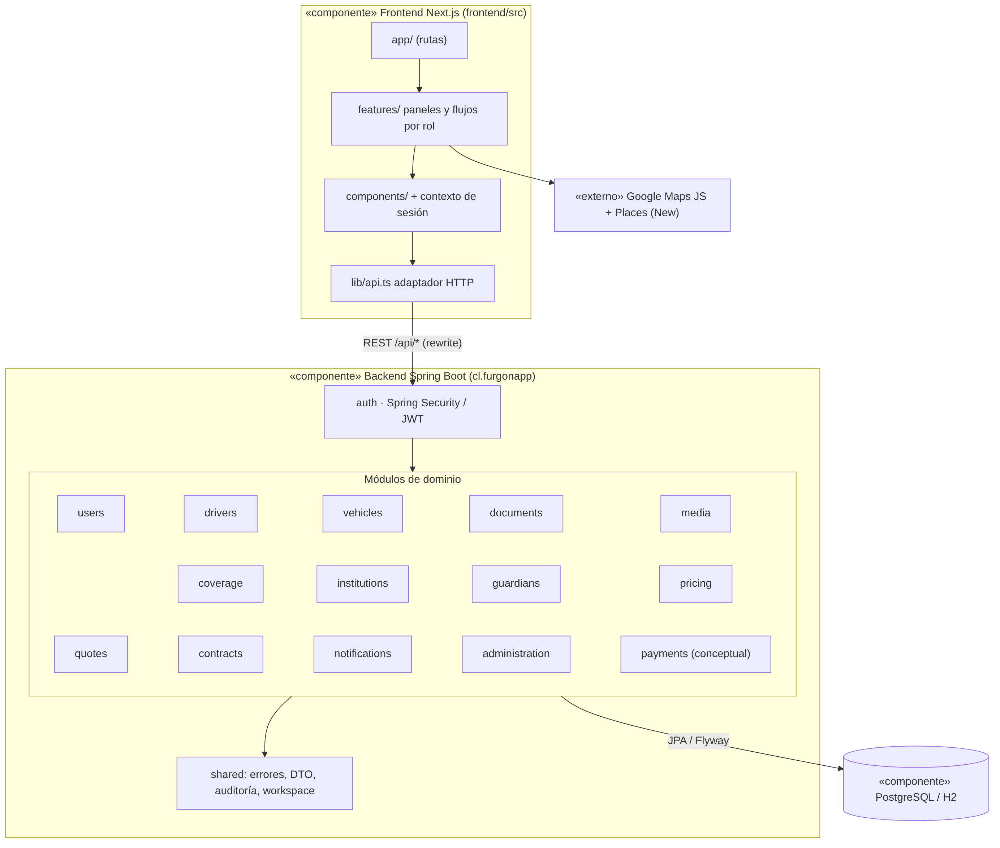 «componente» Frontend Next.js (frontend/src)
app/ (rutas)
features/ paneles y flujos
por rol
components/ + contexto de
sesión
«externo» Google Maps JS
+ Places (New)
lib/api.ts adaptador HTTP
REST /api/* (rewrite)
«componente» Backend Spring Boot (cl.furgonapp)
auth · Spring Security /
JWT
Módulos de dominio
users
drivers
vehicles
documents
media
coverage
institutions
guardians
pricing
quotes
contracts
notifications
administration
payments (conceptual)
JPA / Flyway
shared: errores, DTO,
auditoría, workspace
«componente»
PostgreSQL / H2